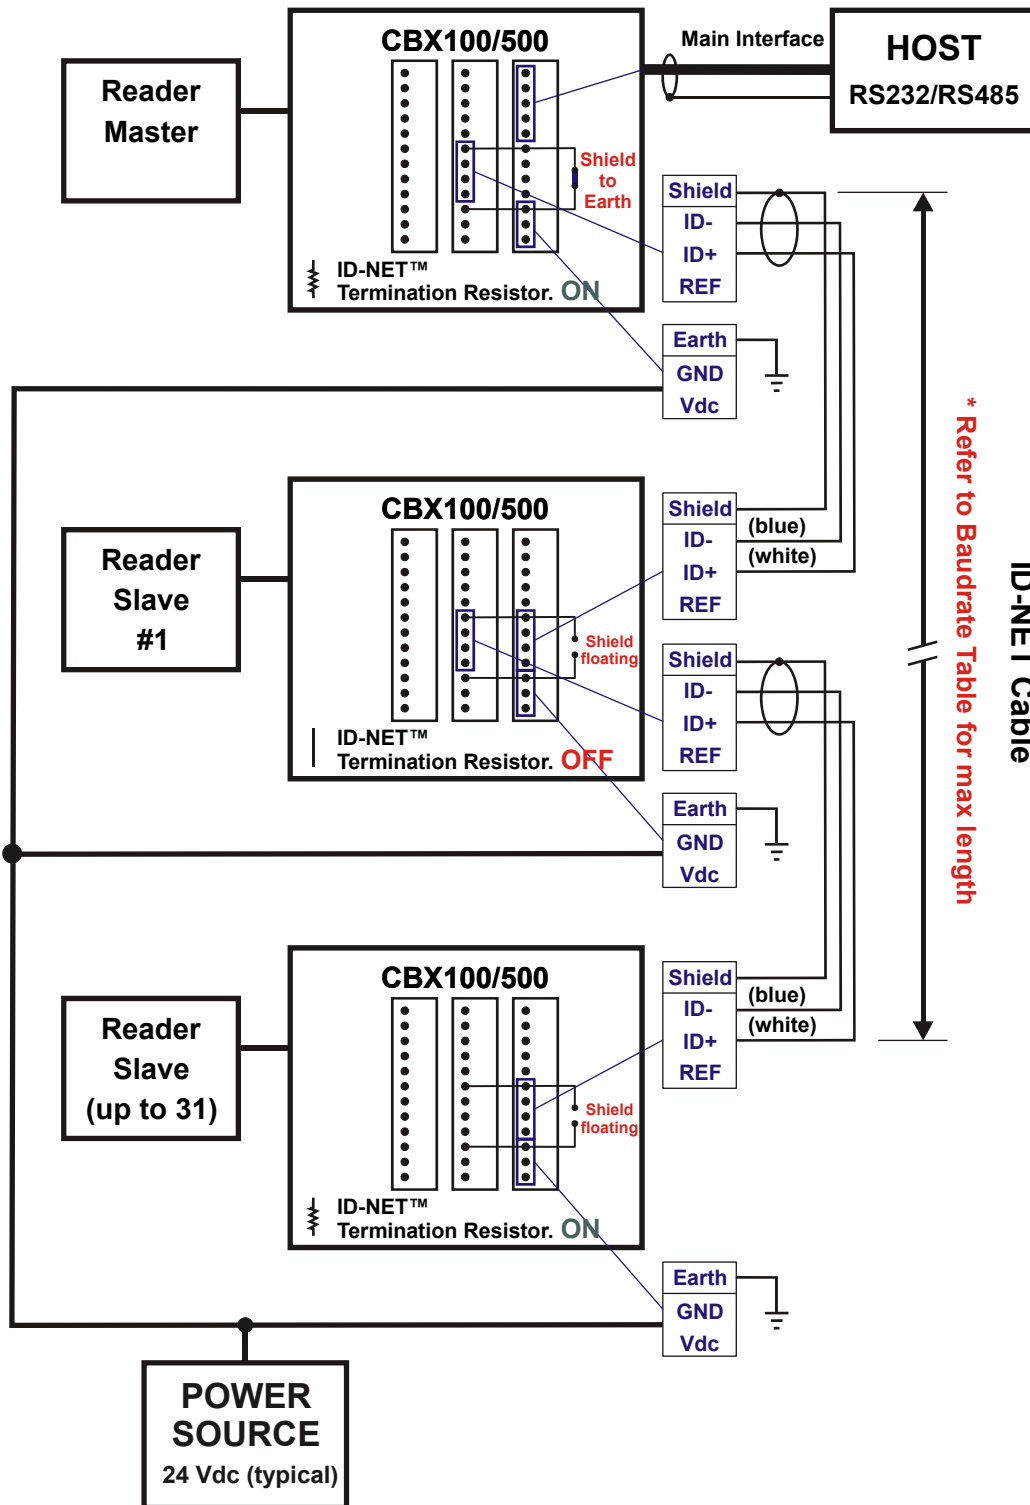 CBX100/500
Main Interface
HOST
RS232/RS485
Reader
Master
Shield
to
Earth
ID-NET™
Termination Resistor. ON
Shield
ID-
ID+
REF
Earth
GND
Vdc
CBX100/500
Reader
Slave
#1
Shield
floating
ID-NET™
Termination Resistor. OFF
Shield
ID- (blue)
ID+ (white)
REF
Shield
ID-
ID+
REF
Earth
GND
Vdc
CBX100/500
Reader
Slave
(up to 31)
Shield
floating
ID-NET™
Termination Resistor. ON
Shield
ID- (blue)
ID+ (white)
REF
Earth
GND
Vdc
POWER
SOURCE
24 Vdc (typical)
ID-NET Cable
* Refer to Baudrate Table for max length